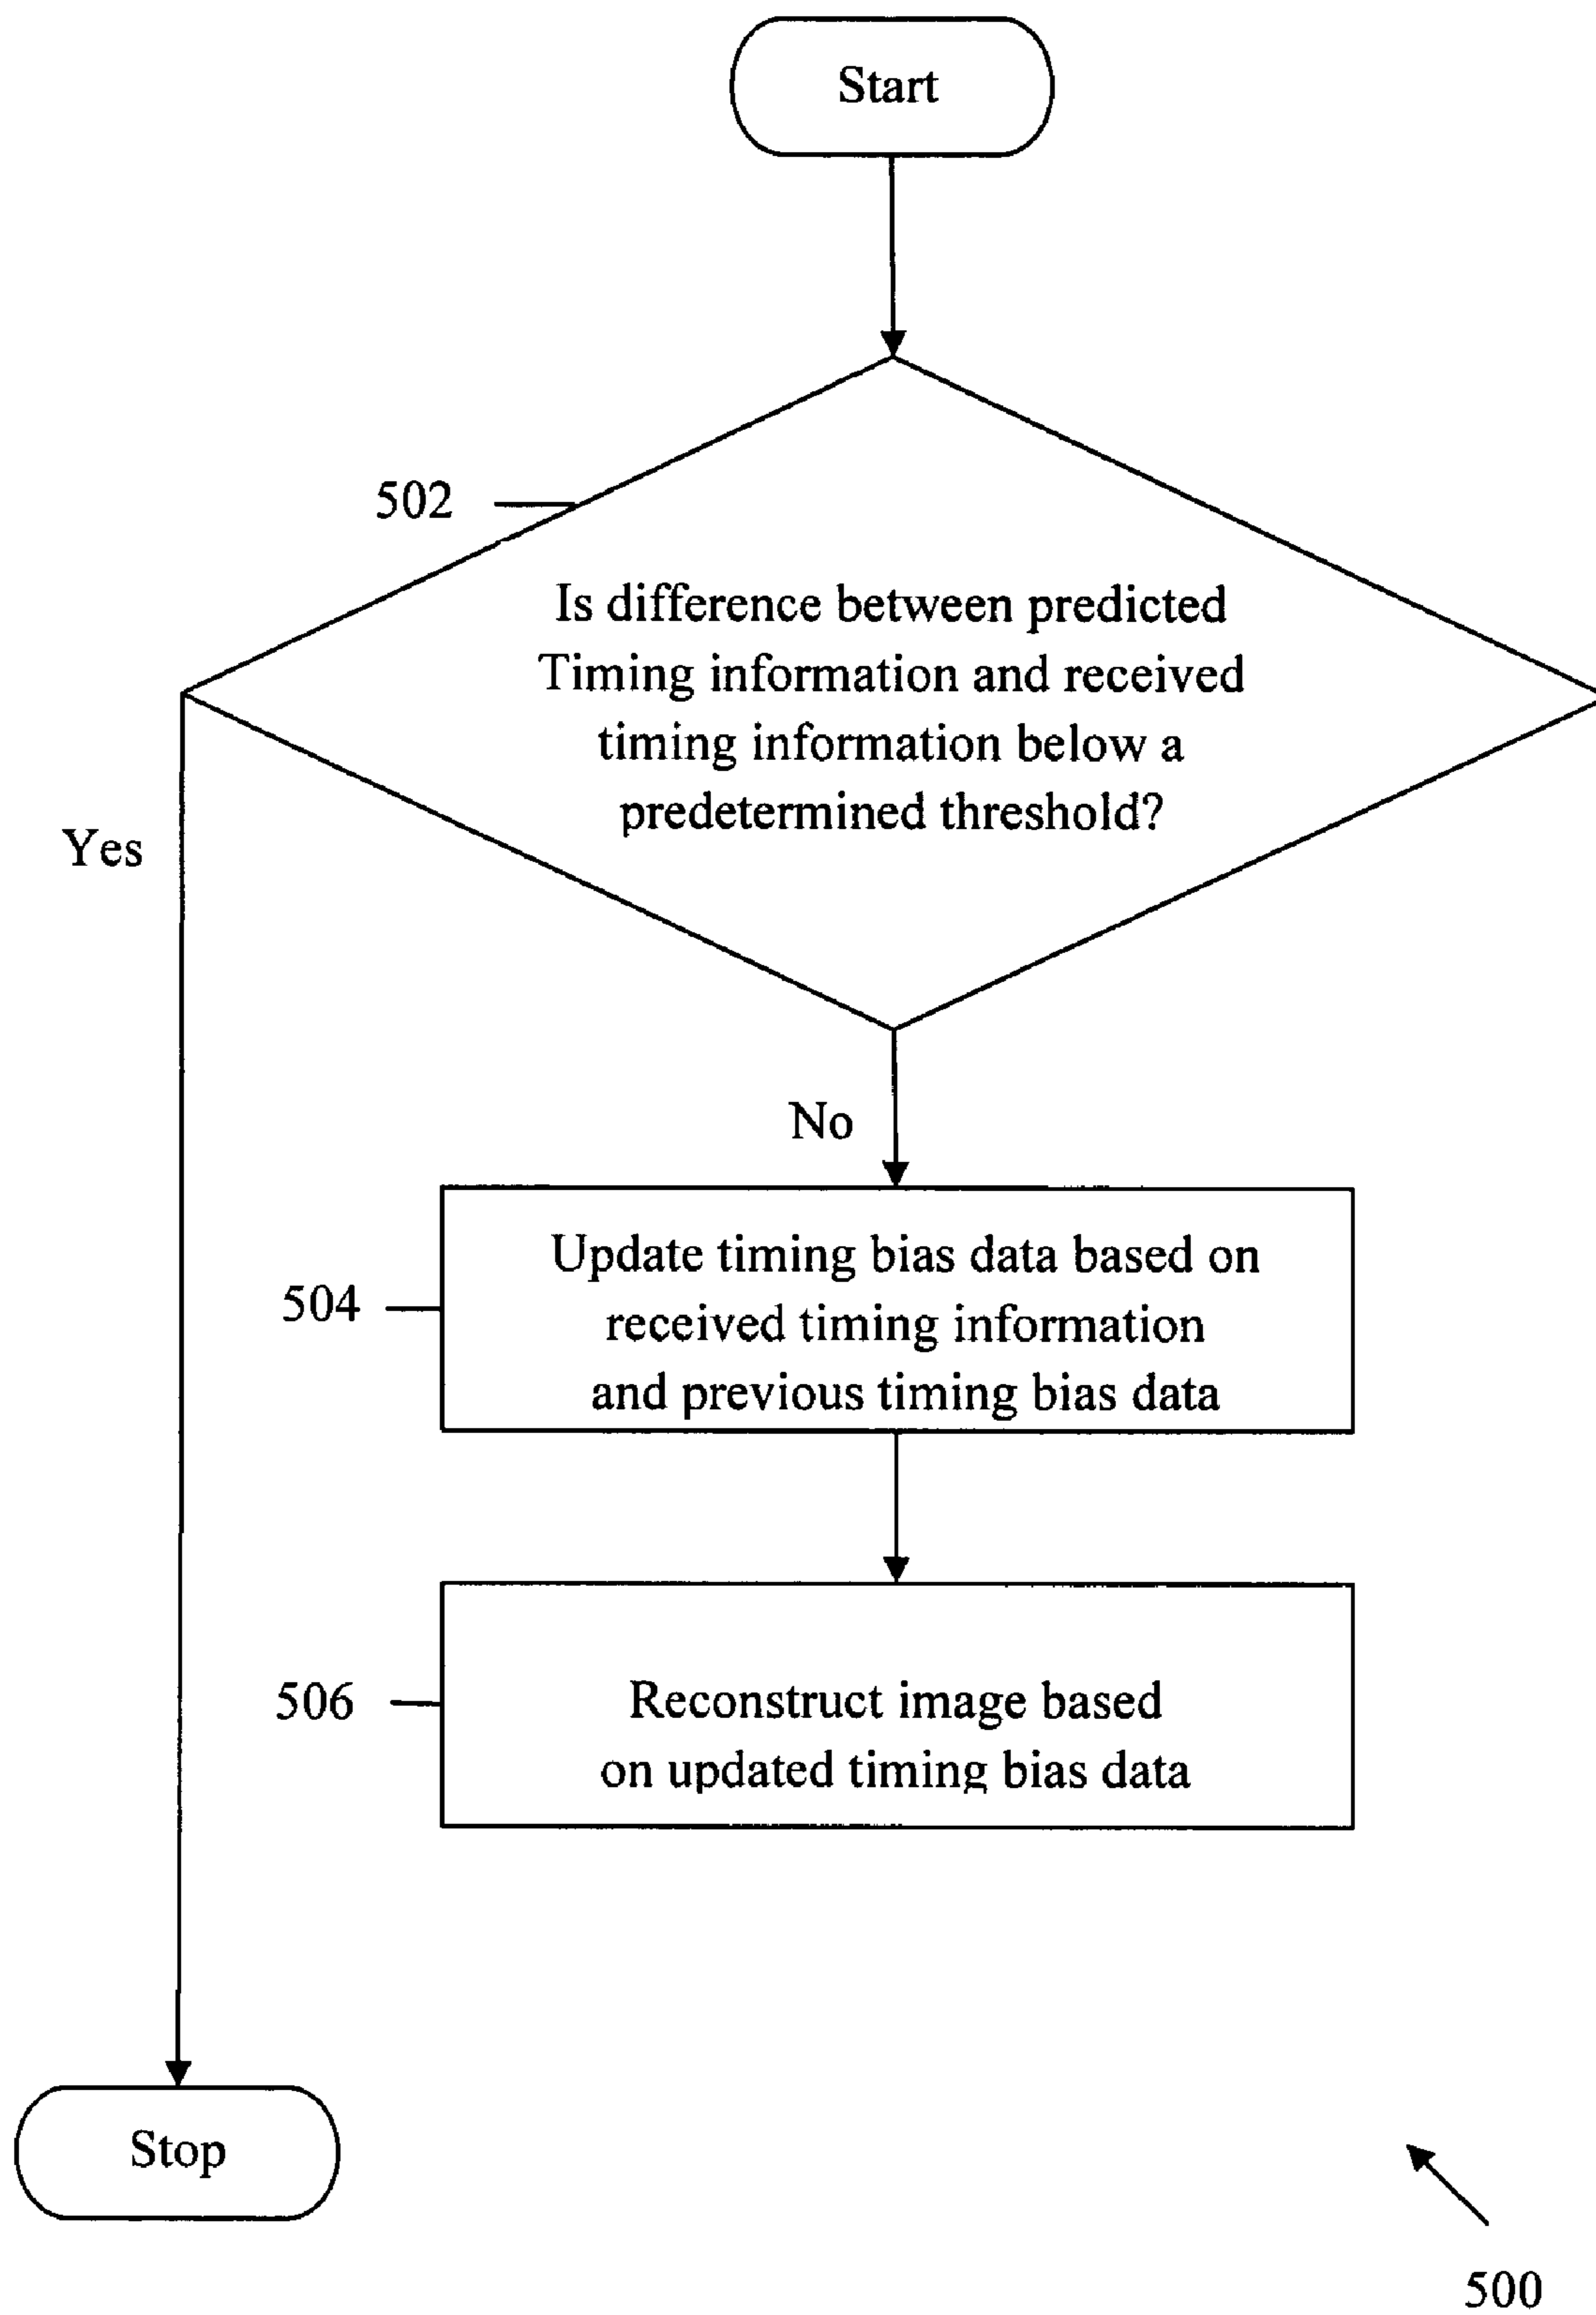 Start
502
Is difference between predicted
Timing information and received
timing information below a
predetermined threshold?
Yes
No
504
Update timing bias data based on
received timing information
and previous timing bias data
506
Reconstruct image based
on updated timing bias data
Stop
500